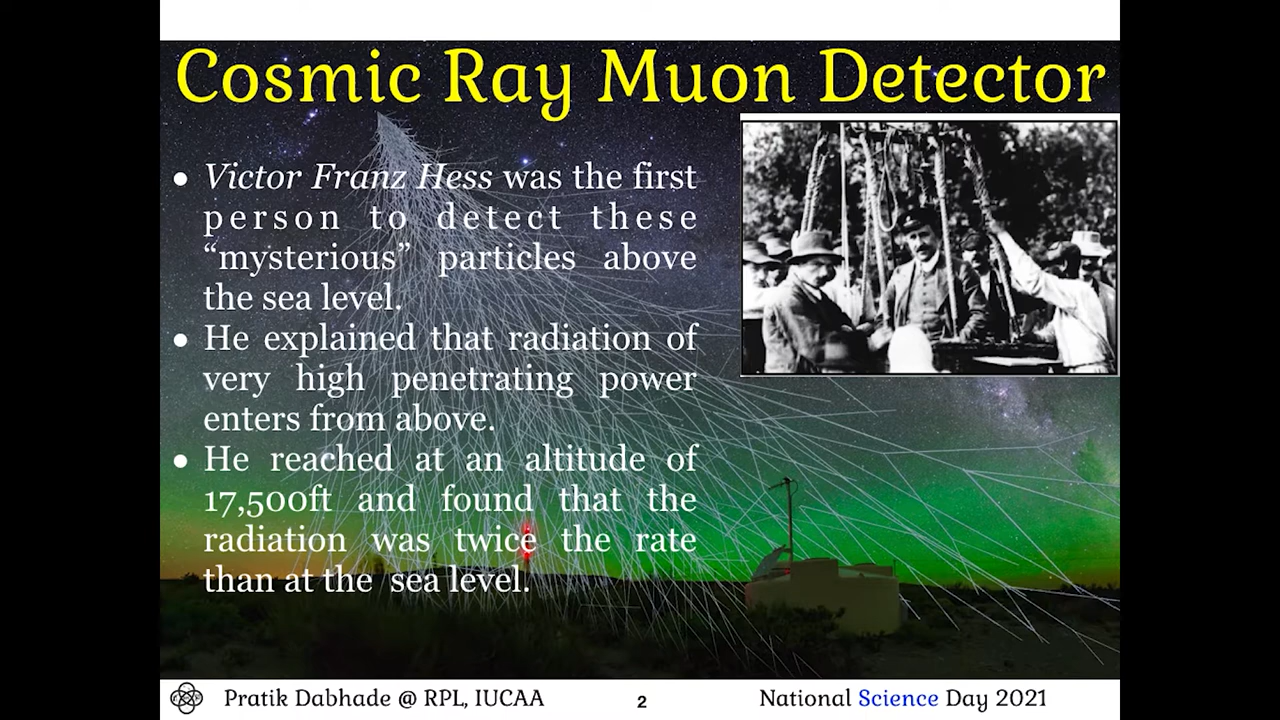 Cosmic Ray Muon Detector
• Victor Franz Hess was the first
person to detect these
“mysterious” particles above
the sea level.
• He explained that radiation of
very high penetrating power
enters from above.
• He reached at an altitude of
17,500ft and found that the
radiation was twice the rate
than at the sea level.
Pratik Dabhade @ RPL, IUCAA
2
National Science Day 2021